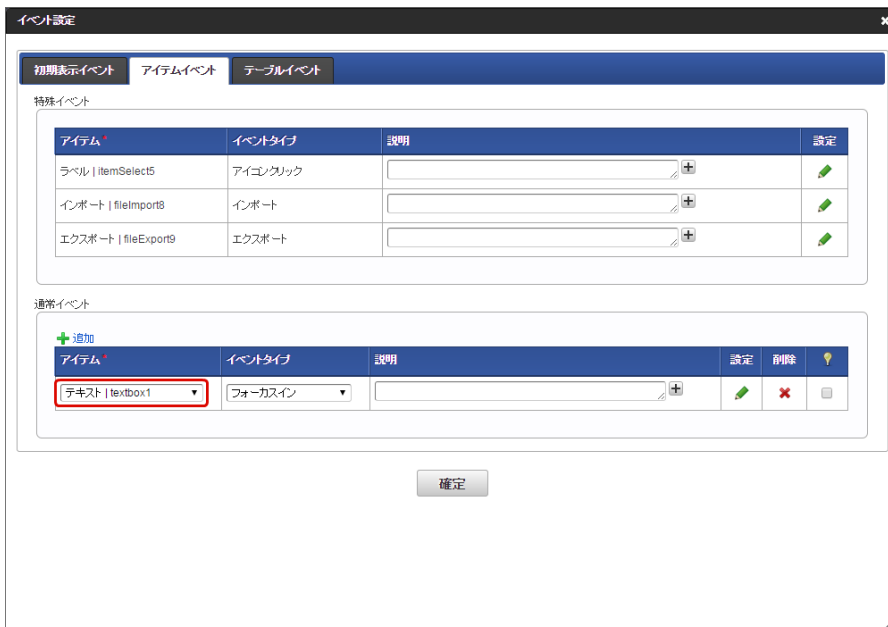 イベント設定
初期表示イベント アイテムイベント テーブルイベント
特殊イベント
アイテム* イベントタイプ 説明 設定
ラベル | itemSelect5 アイコンクリック
インポート | fileImport8 インポート
エクスポート | fileExport9 エクスポート
通常イベント
追加
アイテム* イベントタイプ 説明 設定 削除
テキスト | textbox1 フォーカスイン
確定